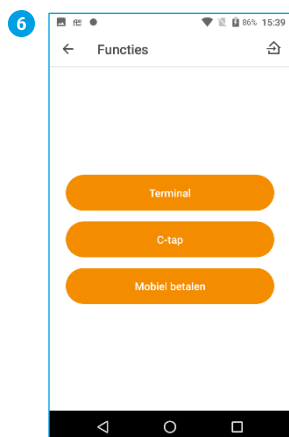 6
86% 15:39
Functies
Terminal
C-tap
Mobiel betalen